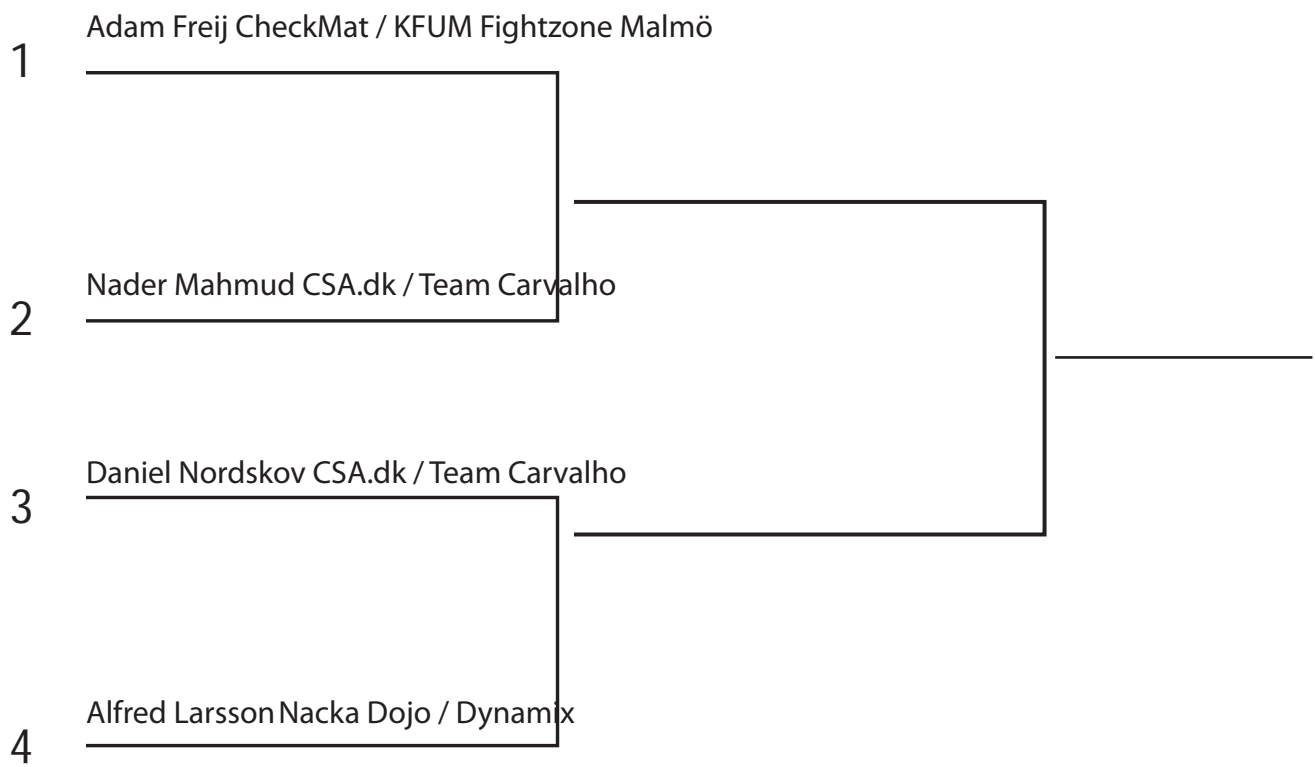 Adam Freij CheckMat / KFUM Fightzone Malmö
1
Nader Mahmud CSA.dk / Team Carvalho
2
Daniel Nordskov CSA.dk / Team Carvalho
3
Alfred Larsson Nacka Dojo / Dynamix
4